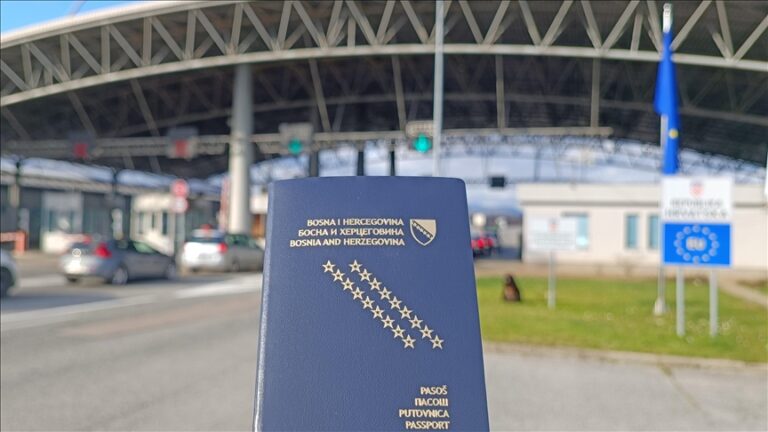 BOSNA I HERCEGOVINA
БОСНА И ХЕРЦЕГОВИНА
BOSNIA AND HERZEGOVINA
PASOŠ
ПАСОШ
PUTOVNICA
PASSPORT
REPUBLIKA
HRVATSKA
EU